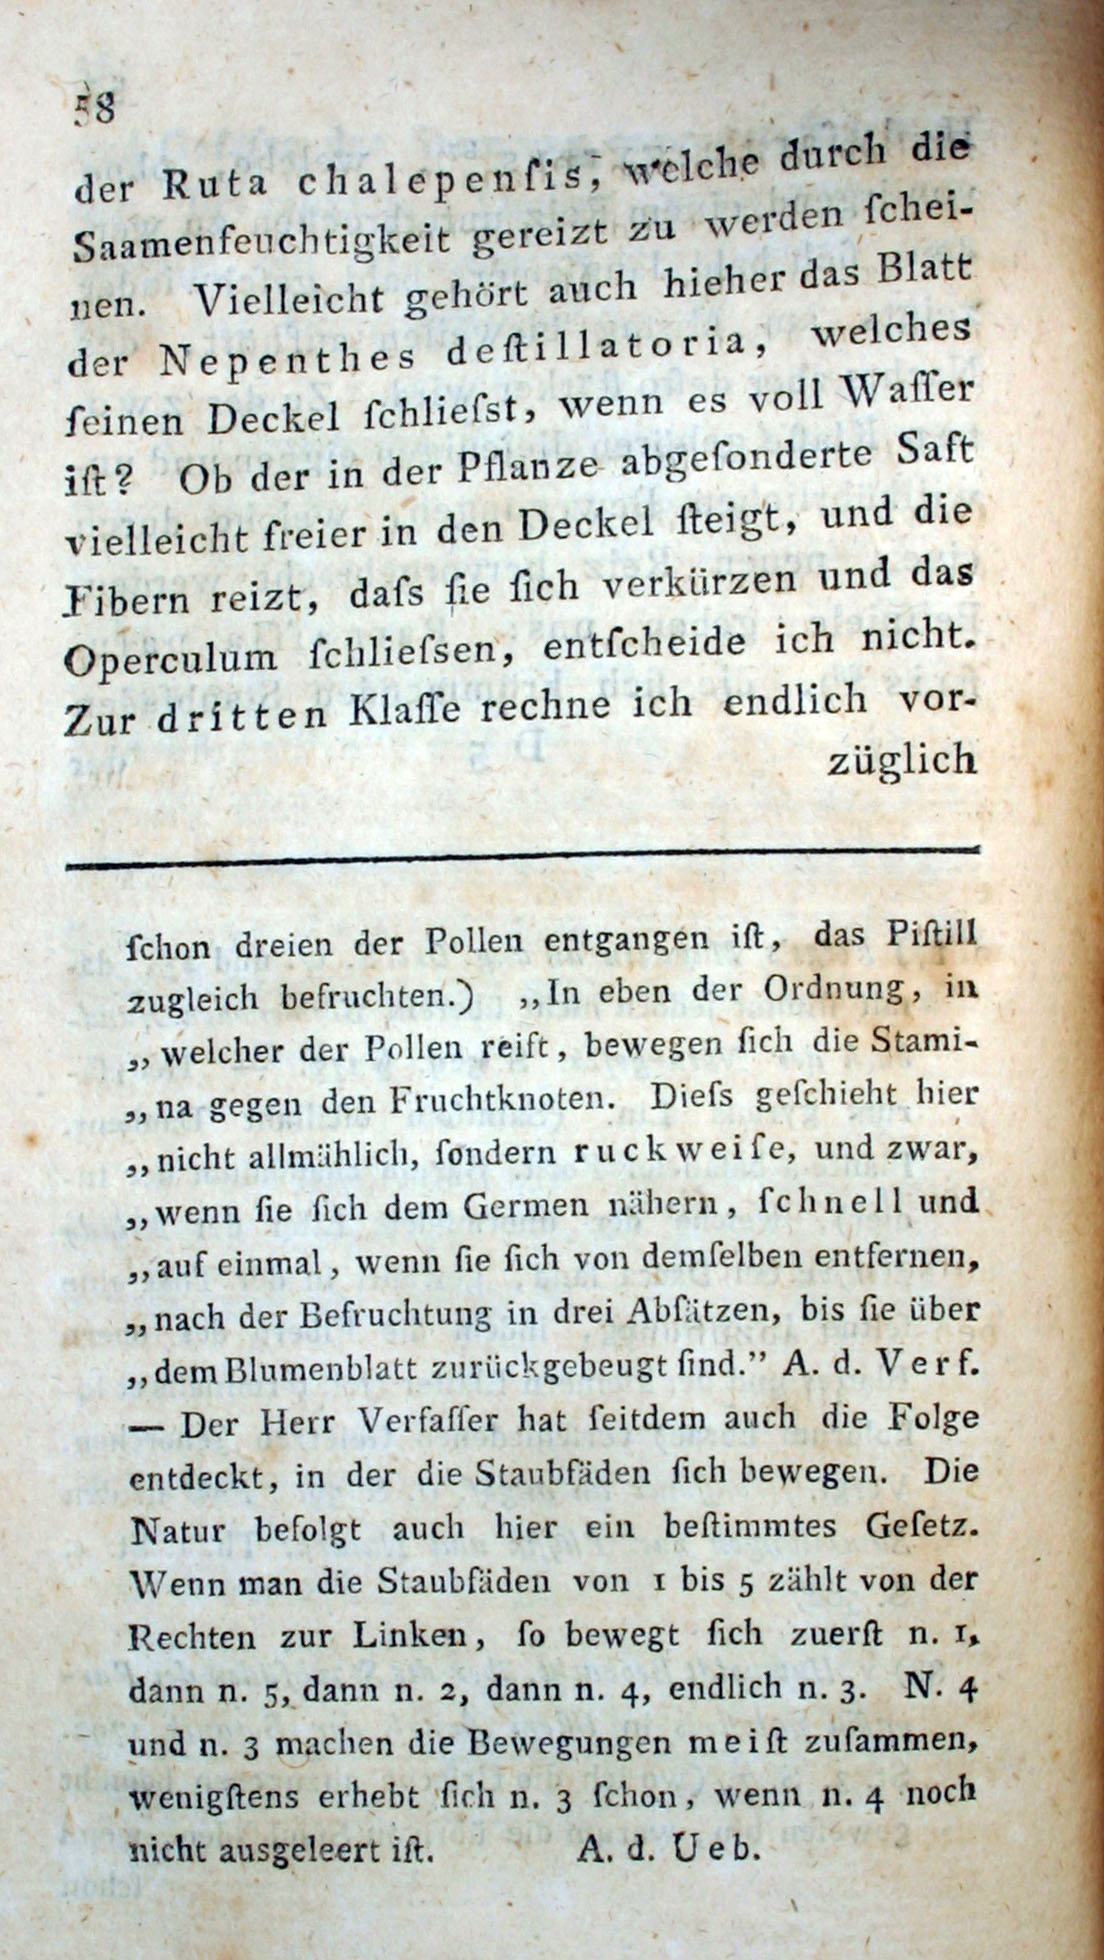 58
der Ruta chalepenſis, welche durch die
Saamenfeuchtigkeit gereizt zu werden ſchei-
nen. Vielleicht gehört auch hieher das Blatt
der Nepenthes deſtillatoria, welches
ſeinen Deckel ſchlieſst, wenn es voll Waſſer
iſt? Ob der in der Pflanze abgeſonderte Saft
vielleicht freier in den Deckel ſteigt, und die
Fibern reizt, daſs ſie ſich verkürzen und das
Operculum ſchlieſsen, entſcheide ich nicht.
Zur dritten Klaſſe rechne ich endlich vor-
züglich
ſchon dreien der Pollen entgangen iſt, das Piſtill
zugleich befruchten.) „In eben der Ordnung, in
„welcher der Pollen reift, bewegen ſich die Stami-
„na gegen den Fruchtknoten. Dieſs geſchieht hier
„nicht allmählich, ſondern ruckweiſe, und zwar,
„wenn ſie ſich dem Germen nähern, ſchnell und
„auf einmal, wenn ſie ſich von demſelben entfernen,
„nach der Befruchtung in drei Abſätzen, bis ſie über
„dem Blumenblatt zurückgebeugt ſind.” A. d. Verf.
— Der Herr Verfaſſer hat ſeitdem auch die Folge
entdeckt, in der die Staubfäden ſich bewegen. Die
Natur befolgt auch hier ein beſtimmtes Geſetz.
Wenn man die Staubfäden von 1 bis 5 zählt von der
Rechten zur Linken, ſo bewegt ſich zuerſt n. 1,
dann n. 5, dann n. 2, dann n. 4, endlich n. 3. N. 4
und n. 3 machen die Bewegungen meiſt zuſammen,
wenigſtens erhebt ſich n. 3 ſchon, wenn n. 4 noch
nicht ausgeleert iſt. A. d. Ueb.